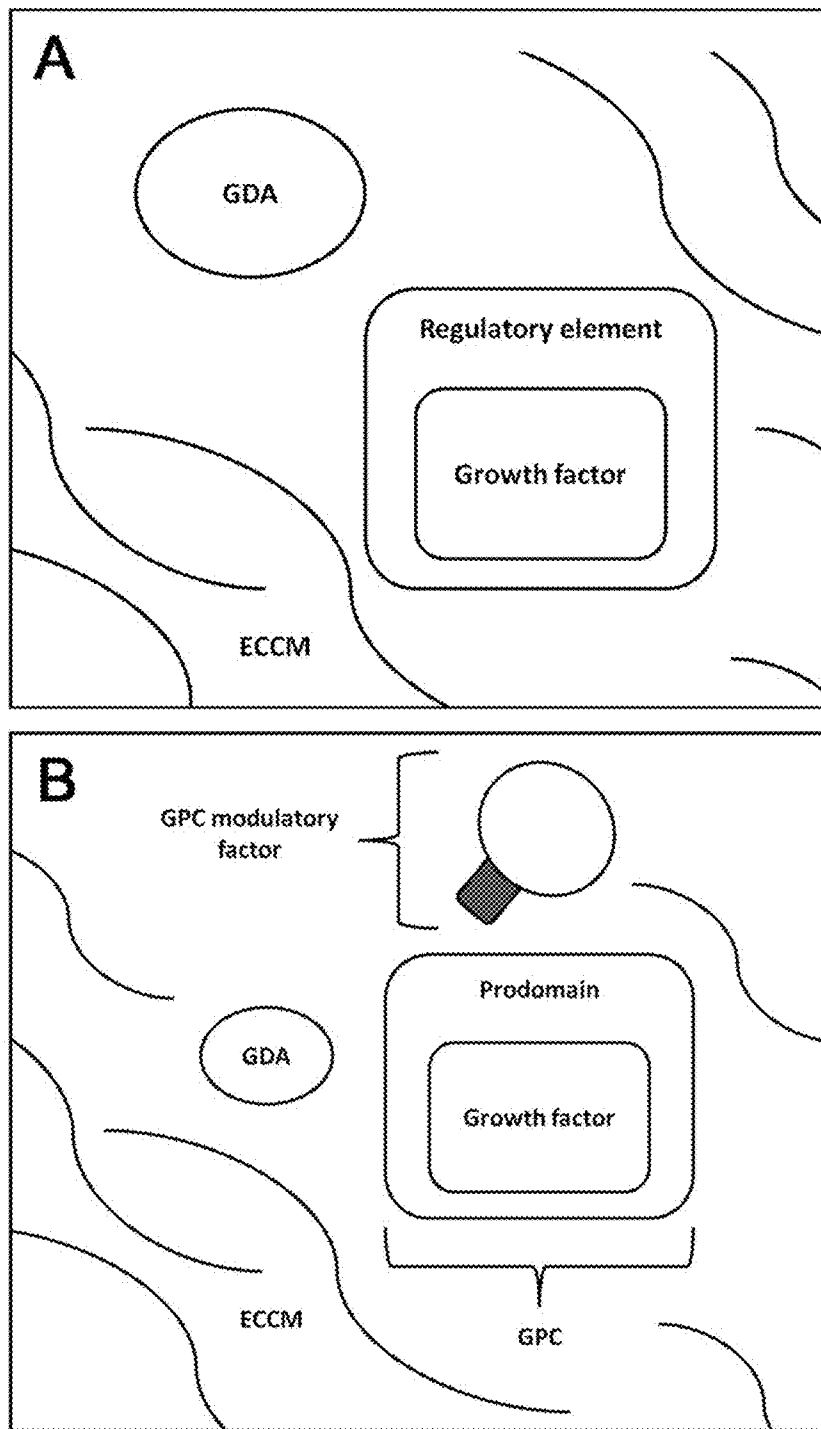 A
GDA
Regulatory element
Growth factor
ECCM
B
GPC modulatory
factor
Prodomain
GDA
Growth factor
ECCM
GPC